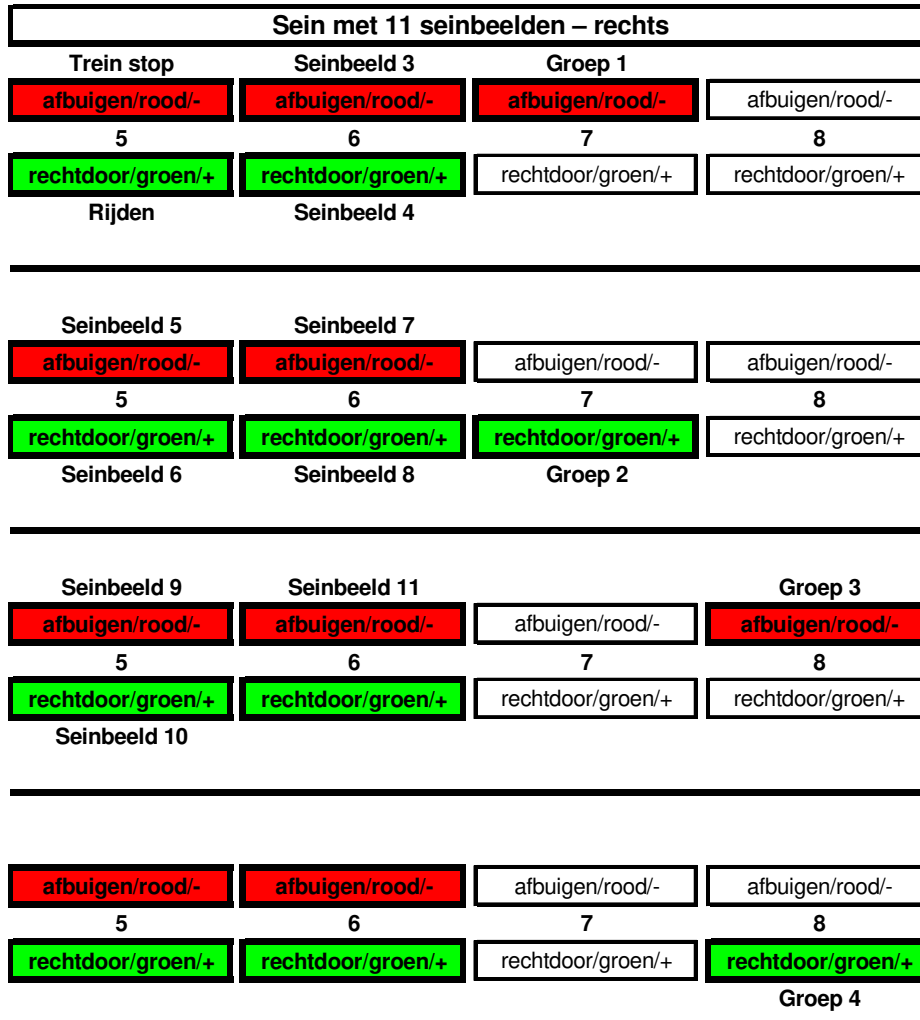 Sein met 11 seinbeelden – rechts
Trein stop Seinbeeld 3 Groep 1
afbuigen/rood/- afbuigen/rood/- afbuigen/rood/- afbuigen/rood/-
5 6 7 8
rechtdoor/groen/+ rechtdoor/groen/+ rechtdoor/groen/+ rechtdoor/groen/+
Rijden Seinbeeld 4
Seinbeeld 5 Seinbeeld 7
afbuigen/rood/- afbuigen/rood/- afbuigen/rood/- afbuigen/rood/-
5 6 7 8
rechtdoor/groen/+ rechtdoor/groen/+ rechtdoor/groen/+ rechtdoor/groen/+
Seinbeeld 6 Seinbeeld 8 Groep 2
Seinbeeld 9 Seinbeeld 11 Groep 3
afbuigen/rood/- afbuigen/rood/- afbuigen/rood/- afbuigen/rood/-
5 6 7 8
rechtdoor/groen/+ rechtdoor/groen/+ rechtdoor/groen/+ rechtdoor/groen/+
Seinbeeld 10
afbuigen/rood/- afbuigen/rood/- afbuigen/rood/- afbuigen/rood/-
5 6 7 8
rechtdoor/groen/+ rechtdoor/groen/+ rechtdoor/groen/+ rechtdoor/groen/+
Groep 4